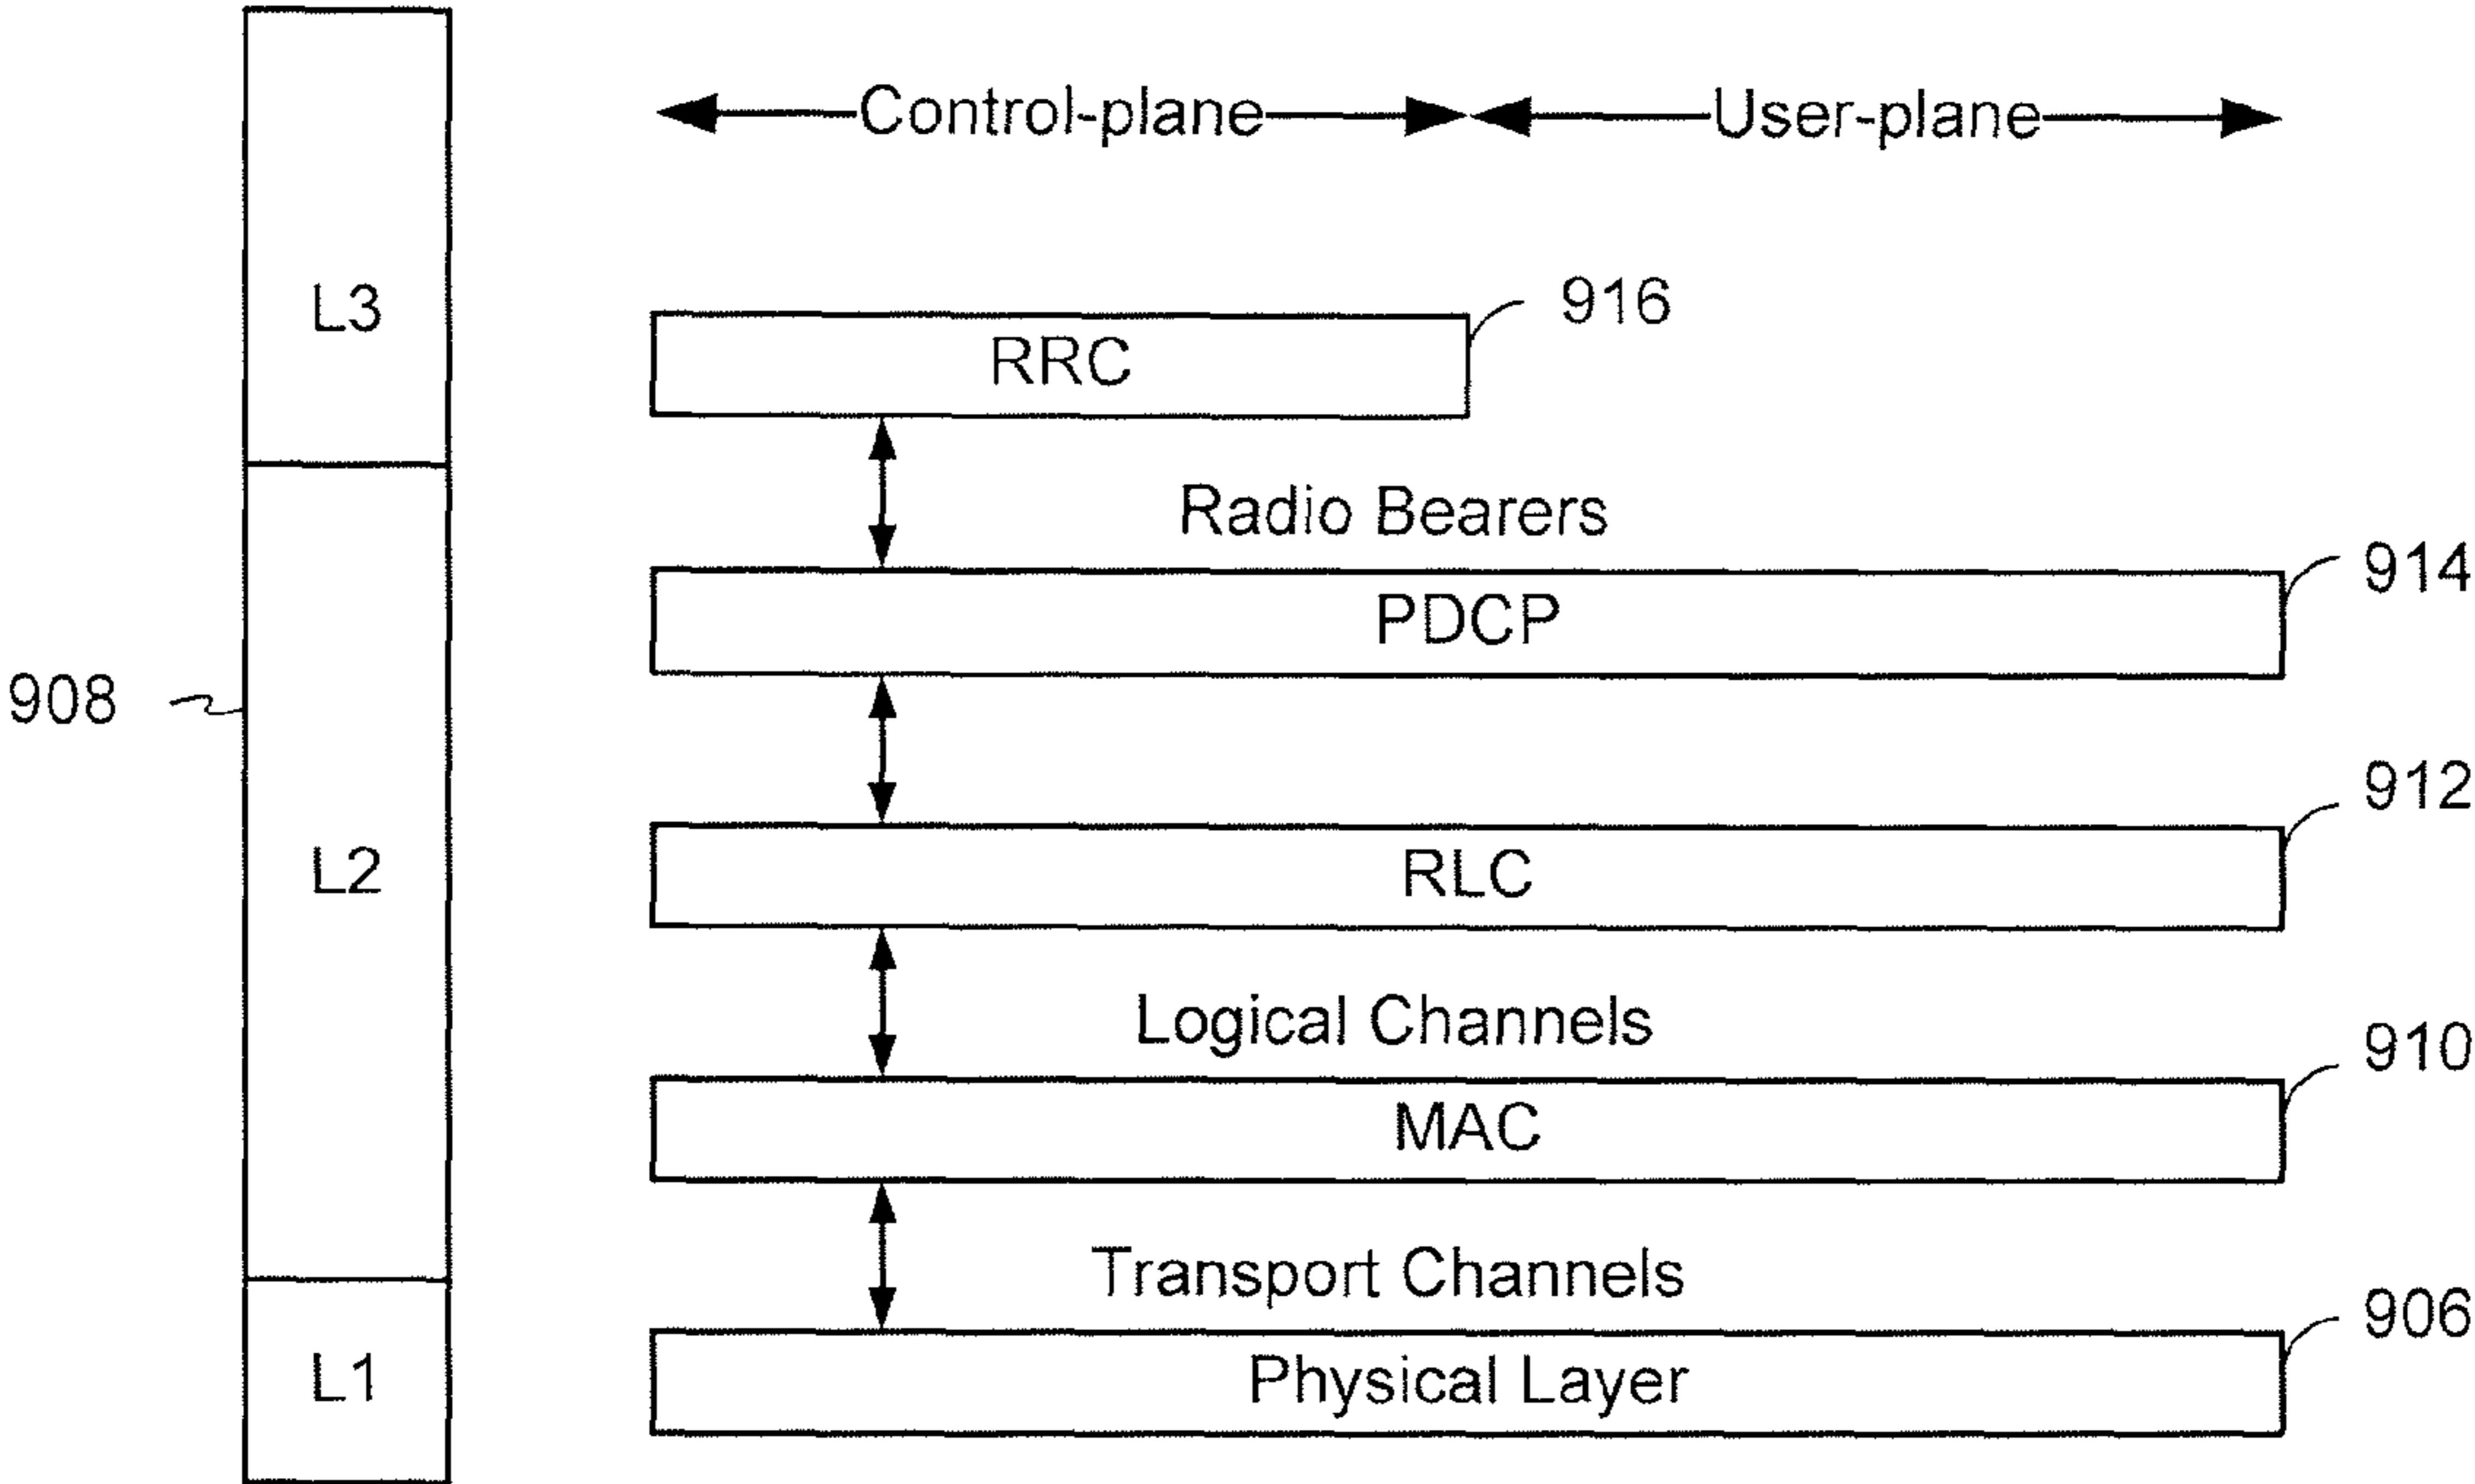 Control-plane
User-plane
L3
916
RRC
Radio Bearers
914
PDCP
908
912
L2
RLC
Logical Channels
910
MAC
Transport Channels
906
L1
Physical Layer